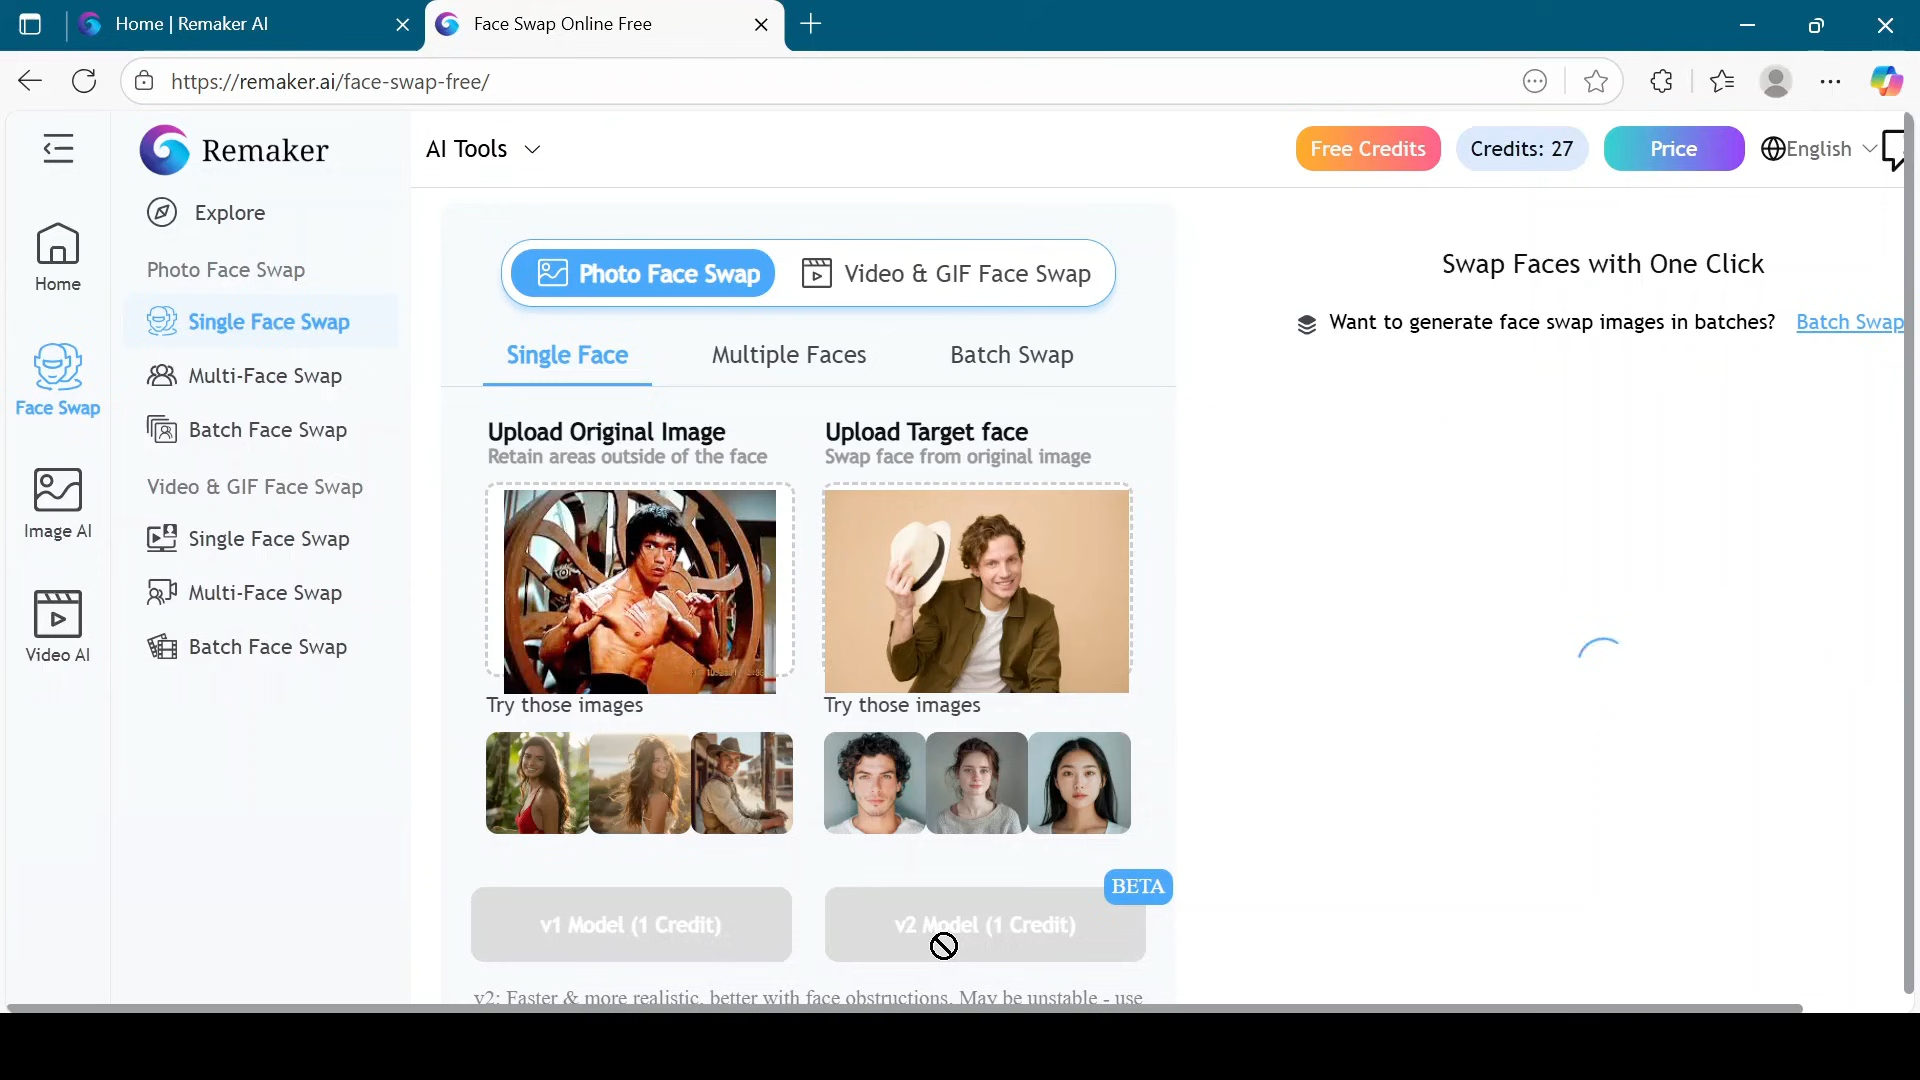 Home | Remaker AI
Face Swap Online Free
https://remaker.ai/face-swap-free/
Remaker
AI Tools
Free Credits
Credits: 27
Price
English
Home
Face Swap
Image AI
Video AI
Explore
Photo Face Swap
Single Face Swap
Multi-Face Swap
Batch Face Swap
Video & GIF Face Swap
Single Face Swap
Multi-Face Swap
Batch Face Swap
Photo Face Swap
Video & GIF Face Swap
Single Face
Multiple Faces
Batch Swap
Upload Original Image
Retain areas outside of the face
Upload Target face
Swap face from original image
Try those images
Try those images
v1 Model (1 Credit)
BETA
v2 Model (1 Credit)
v2: Faster & more realistic, better with face obstructions. May be unstable - use
Swap Faces with One Click
Want to generate face swap images in batches? Batch Swap